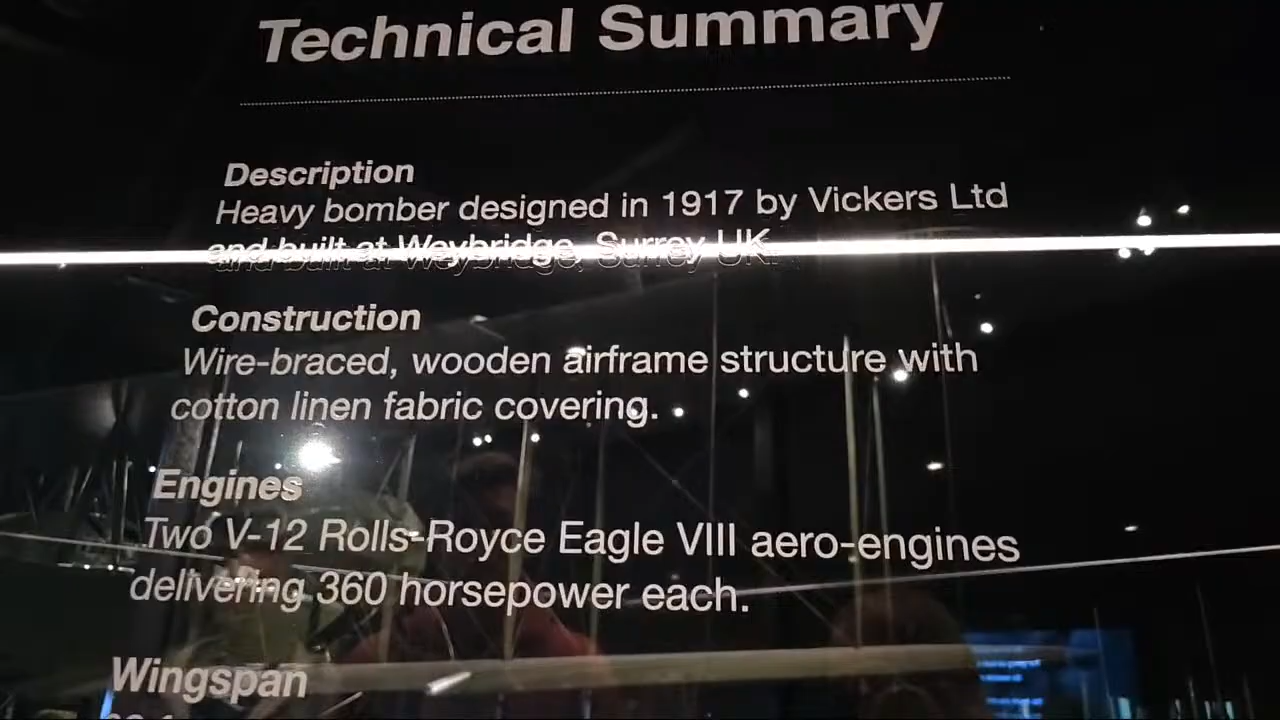 Technical Summary
Description
Heavy bomber designed in 1917 by Vickers Ltd
and built at Weybridge, Surrey UK.
Construction
Wire-braced, wooden airframe structure with
cotton linen fabric covering.
Engines
Two V-12 Rolls-Royce Eagle VIII aero-engines
delivering 360 horsepower each.
Wingspan